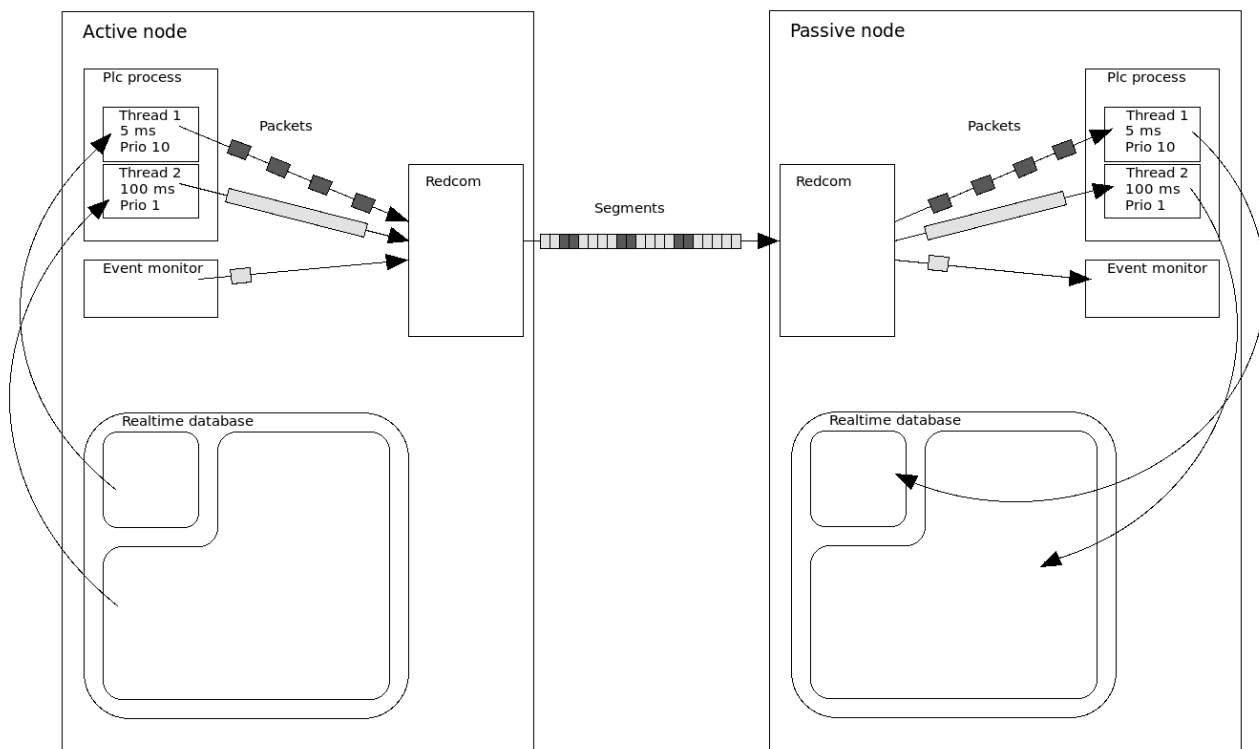 Active node
Plc process
Thread 1
5 ms
Prio 10
Thread 2
100 ms
Prio 1
Event monitor
Packets
Redcom
Realtime database
Segments
Passive node
Redcom
Packets
Plc process
Thread 1
5 ms
Prio 10
Thread 2
100 ms
Prio 1
Event monitor
Realtime database